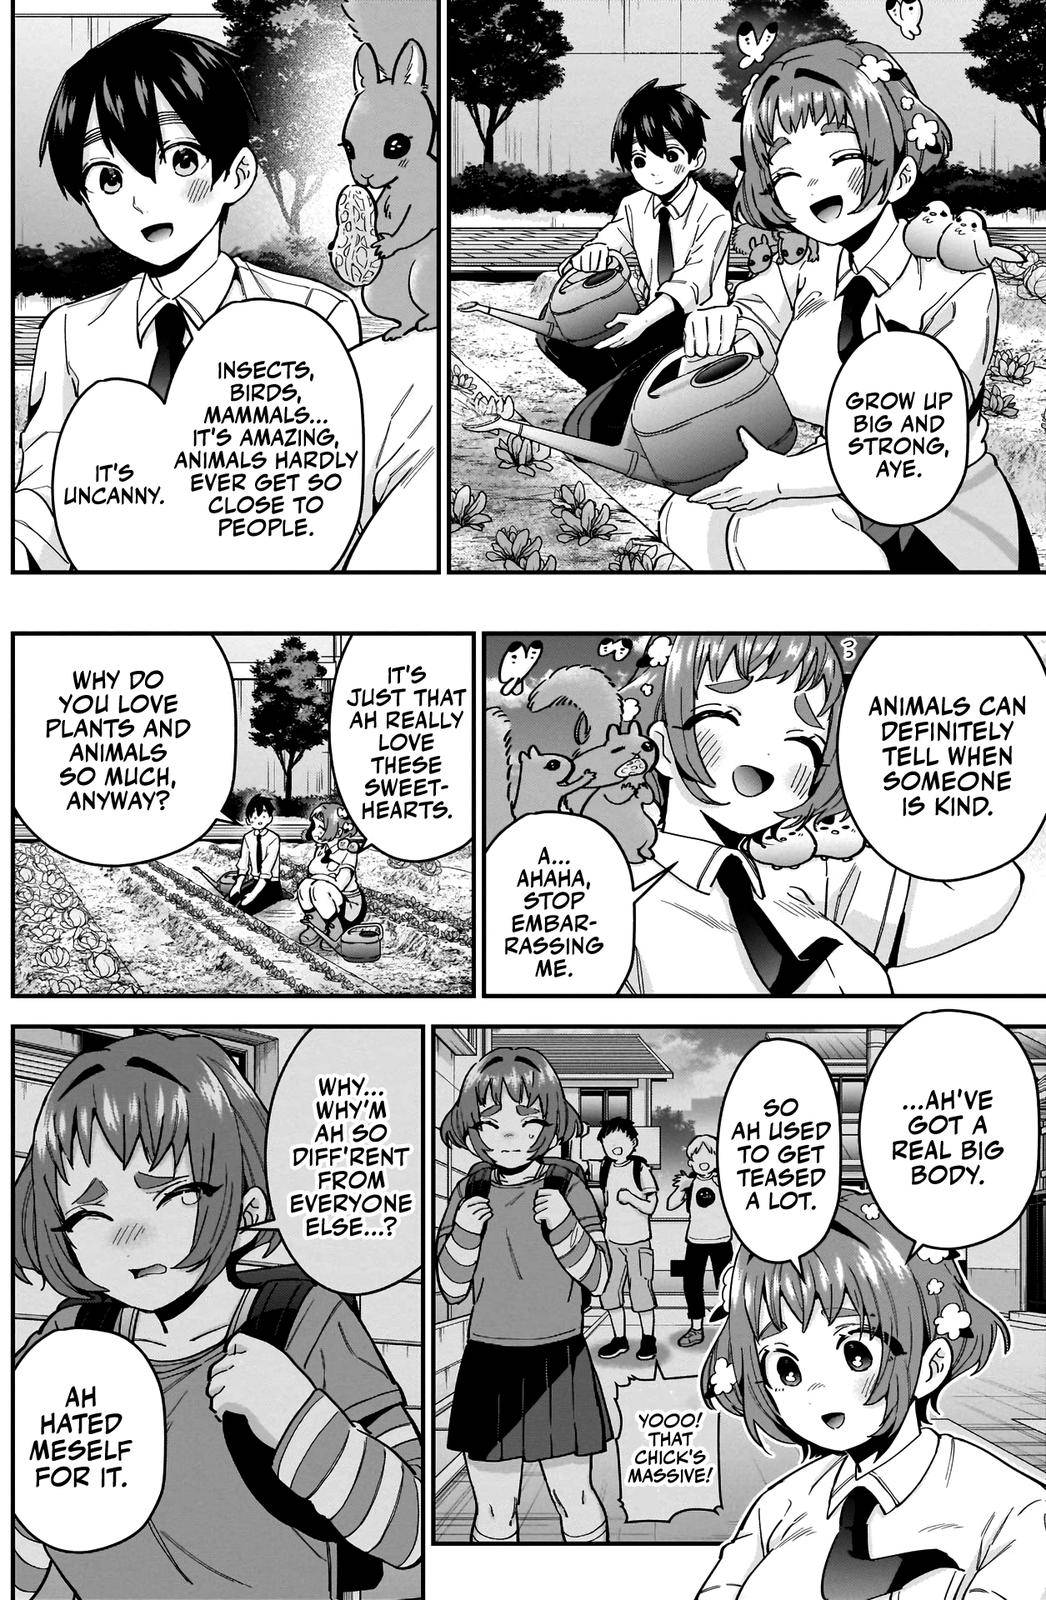 GROW UP
BIG AND
STRONG,
AYE.
INSECTS,
BIRDS,
MAMMALS...
IT'S AMAZING,
ANIMALS HARDLY
EVER GET SO
CLOSE TO
PEOPLE.
IT'S
UNCANNY.
ANIMALS CAN
DEFINITELY
TELL WHEN
SOMEONE
IS KIND.
A...
AHAHA,
STOP
EMBAR-
RASSING
ME.
IT'S
JUST THAT
AH REALLY
LOVE
THESE
SWEET-
HEARTS.
WHY DO
YOU LOVE
PLANTS AND
ANIMALS
SO MUCH,
ANYWAY?
...AH'VE
GOT A
REAL BIG
BODY.
SO
AH USED
TO GET
TEASED
A LOT.
YOOO!
THAT
CHICK'S
MASSIVE!
WHY...
WHY'M
AH SO
DIFF'RENT
FROM
EVERYONE
ELSE...?
AH
HATED
MESELF
FOR IT.